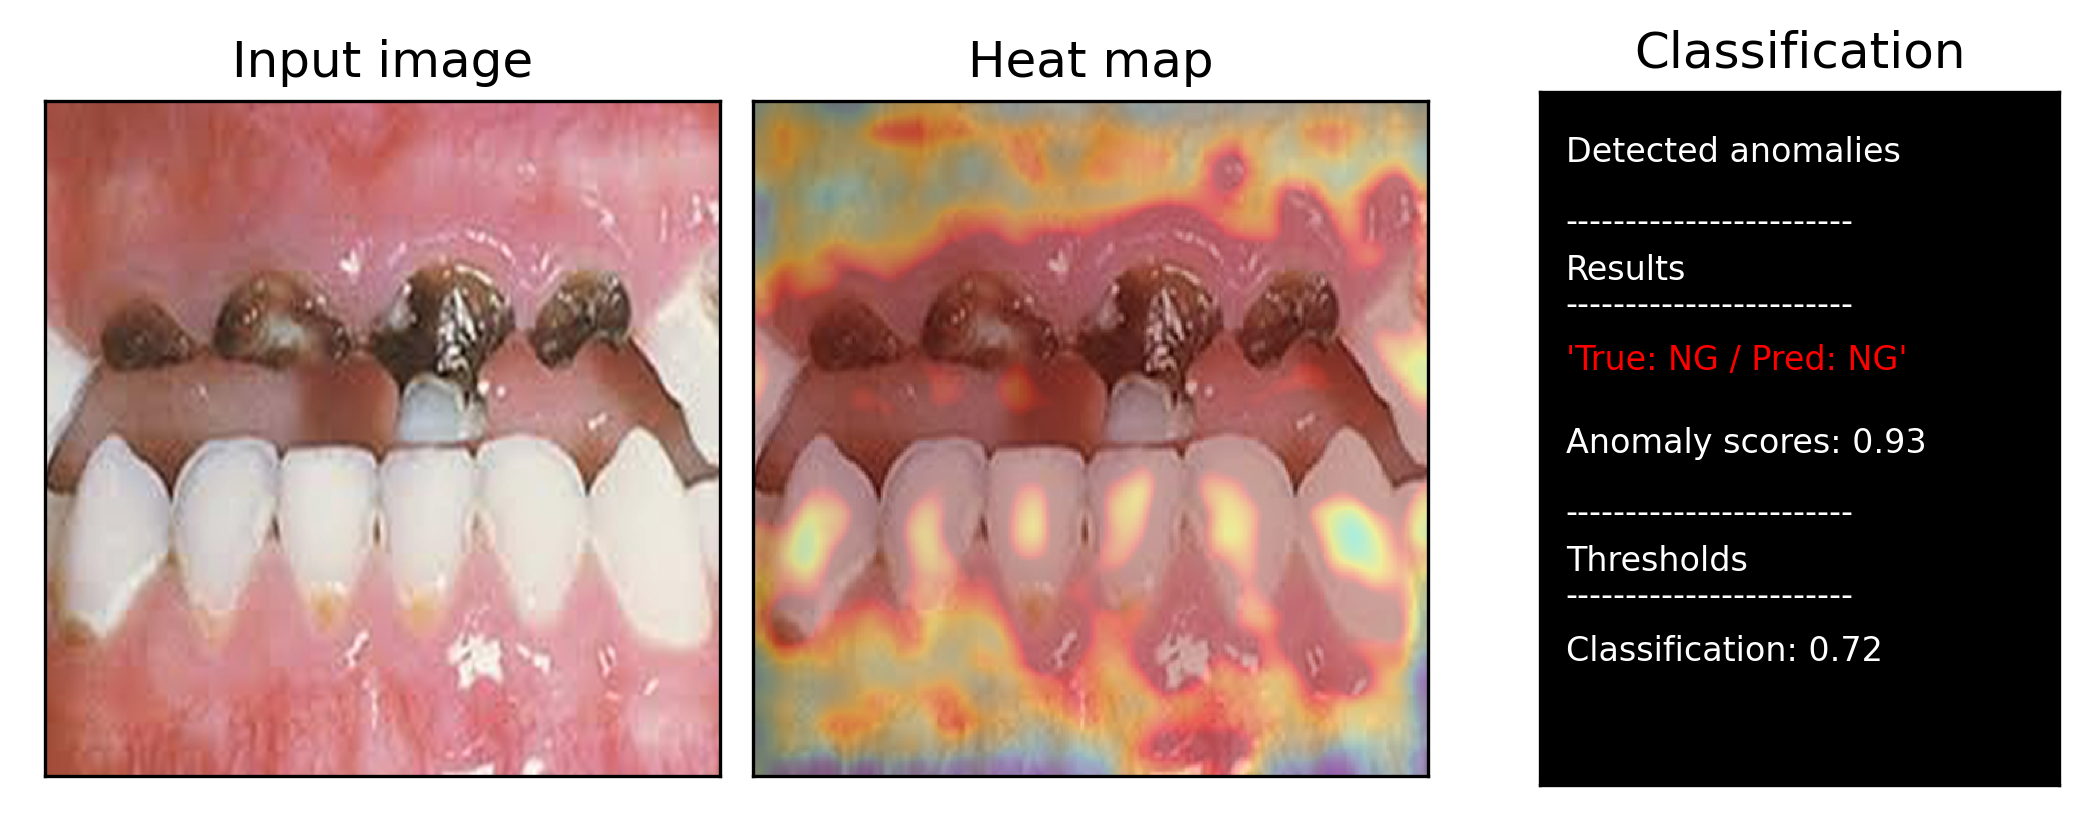 Input image
Heat map
Classification
Detected anomalies
------------------------
Results
------------------------
'True: NG / Pred: NG'
Anomaly scores: 0.93
------------------------
Thresholds
------------------------
Classification: 0.72